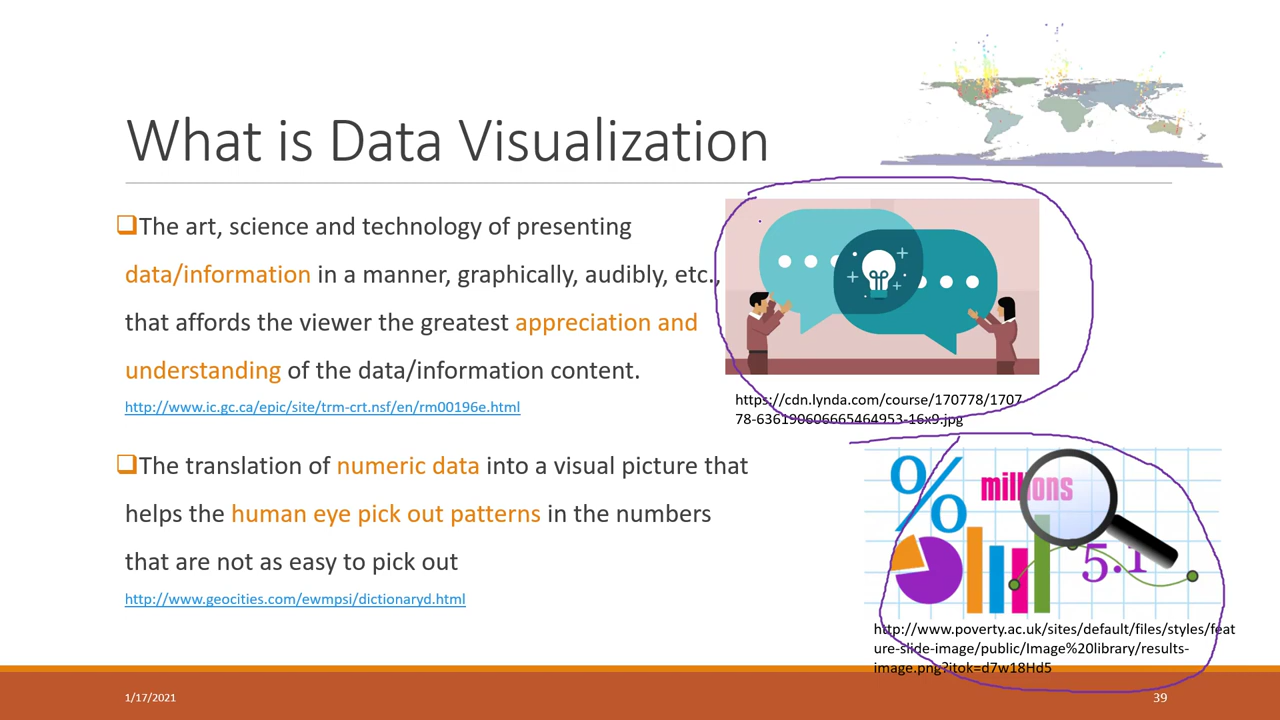 What is Data Visualization
The art, science and technology of presenting
data/information in a manner, graphically, audibly, etc.,
that affords the viewer the greatest appreciation and
understanding of the data/information content.
http://www.ic.gc.ca/epic/site/trm-crt.nsf/en/rm00196e.html
https://cdn.lynda.com/course/170778/1707
78-636190606665464953-16x9.jpg
The translation of numeric data into a visual picture that
helps the human eye pick out patterns in the numbers
that are not as easy to pick out
http://www.geocities.com/ewmpsi/dictionaryd.html
%
millions
5.1
http://www.poverty.ac.uk/sites/default/files/styles/feat
ure-slide-image/public/Image%20library/results-
image.png?itok=d7w18Hd5
1/17/2021
39